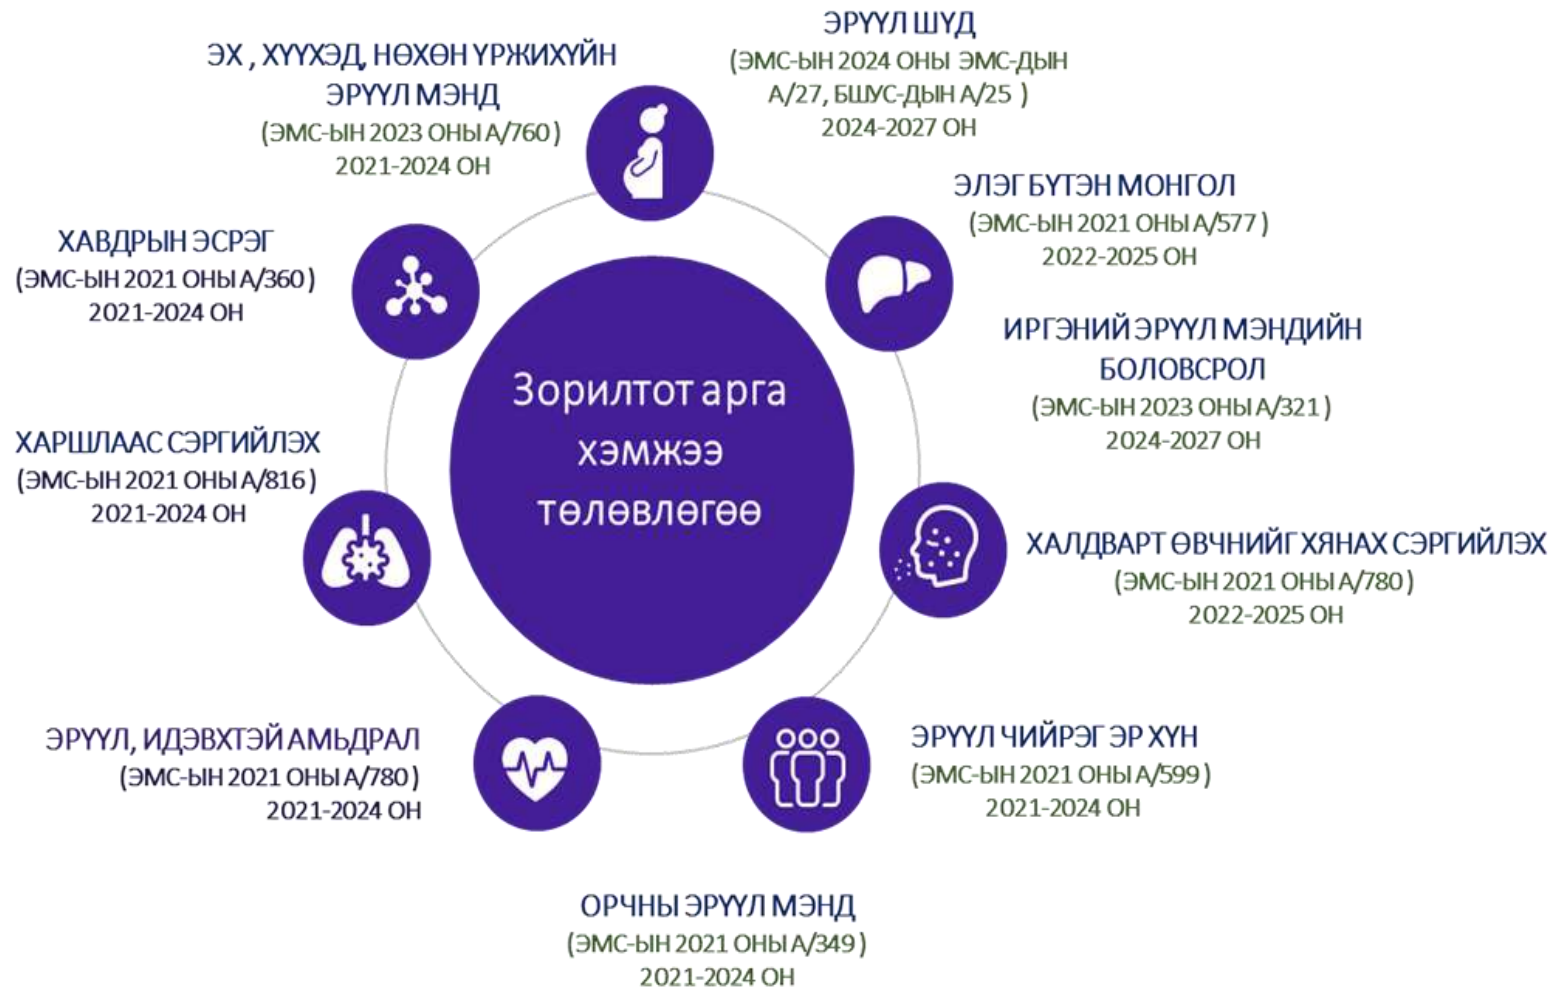 ЭРҮҮЛ ШҮД
(ЭМС-ЫН 2024 ОНЫ ЭМС-ДЫН
А/27, БШУС-ДЫН А/25 )
2024-2027 ОН
ЭХ , ХҮҮХЭД, НӨХӨН ҮРЖИХҮЙН
ЭРҮҮЛ МЭНД
(ЭМС-ЫН 2023 ОНЫ А/760 )
2021-2024 ОН
ЭЛЭГ БҮТЭН МОНГОЛ
(ЭМС-ЫН 2021 ОНЫ А/577 )
2022-2025 ОН
ХАВДРЫН ЭСРЭГ
(ЭМС-ЫН 2021 ОНЫ А/360 )
2021-2024 ОН
ИРГЭНИЙ ЭРҮҮЛ МЭНДИЙН
БОЛОВСРОЛ
(ЭМС-ЫН 2023 ОНЫ А/321 )
2024-2027 ОН
Зорилтот арга
хэмжээ
төлөвлөгөө
ХАРШЛААС СЭРГИЙЛЭХ
(ЭМС-ЫН 2021 ОНЫ А/816 )
2021-2024 ОН
ХАЛДВАРТ ӨВЧНИЙГ ХЯНАХ СЭРГИЙЛЭХ
(ЭМС-ЫН 2021 ОНЫ А/780 )
2022-2025 ОН
ЭРҮҮЛ, ИДЭВХТЭЙ АМЬДРАЛ
(ЭМС-ЫН 2021 ОНЫ А/780 )
2021-2024 ОН
ЭРҮҮЛ ЧИЙРЭГ ЭР ХҮН
(ЭМС-ЫН 2021 ОНЫ А/599 )
2021-2024 ОН
ОРЧНЫ ЭРҮҮЛ МЭНД
(ЭМС-ЫН 2021 ОНЫ А/349 )
2021-2024 ОН